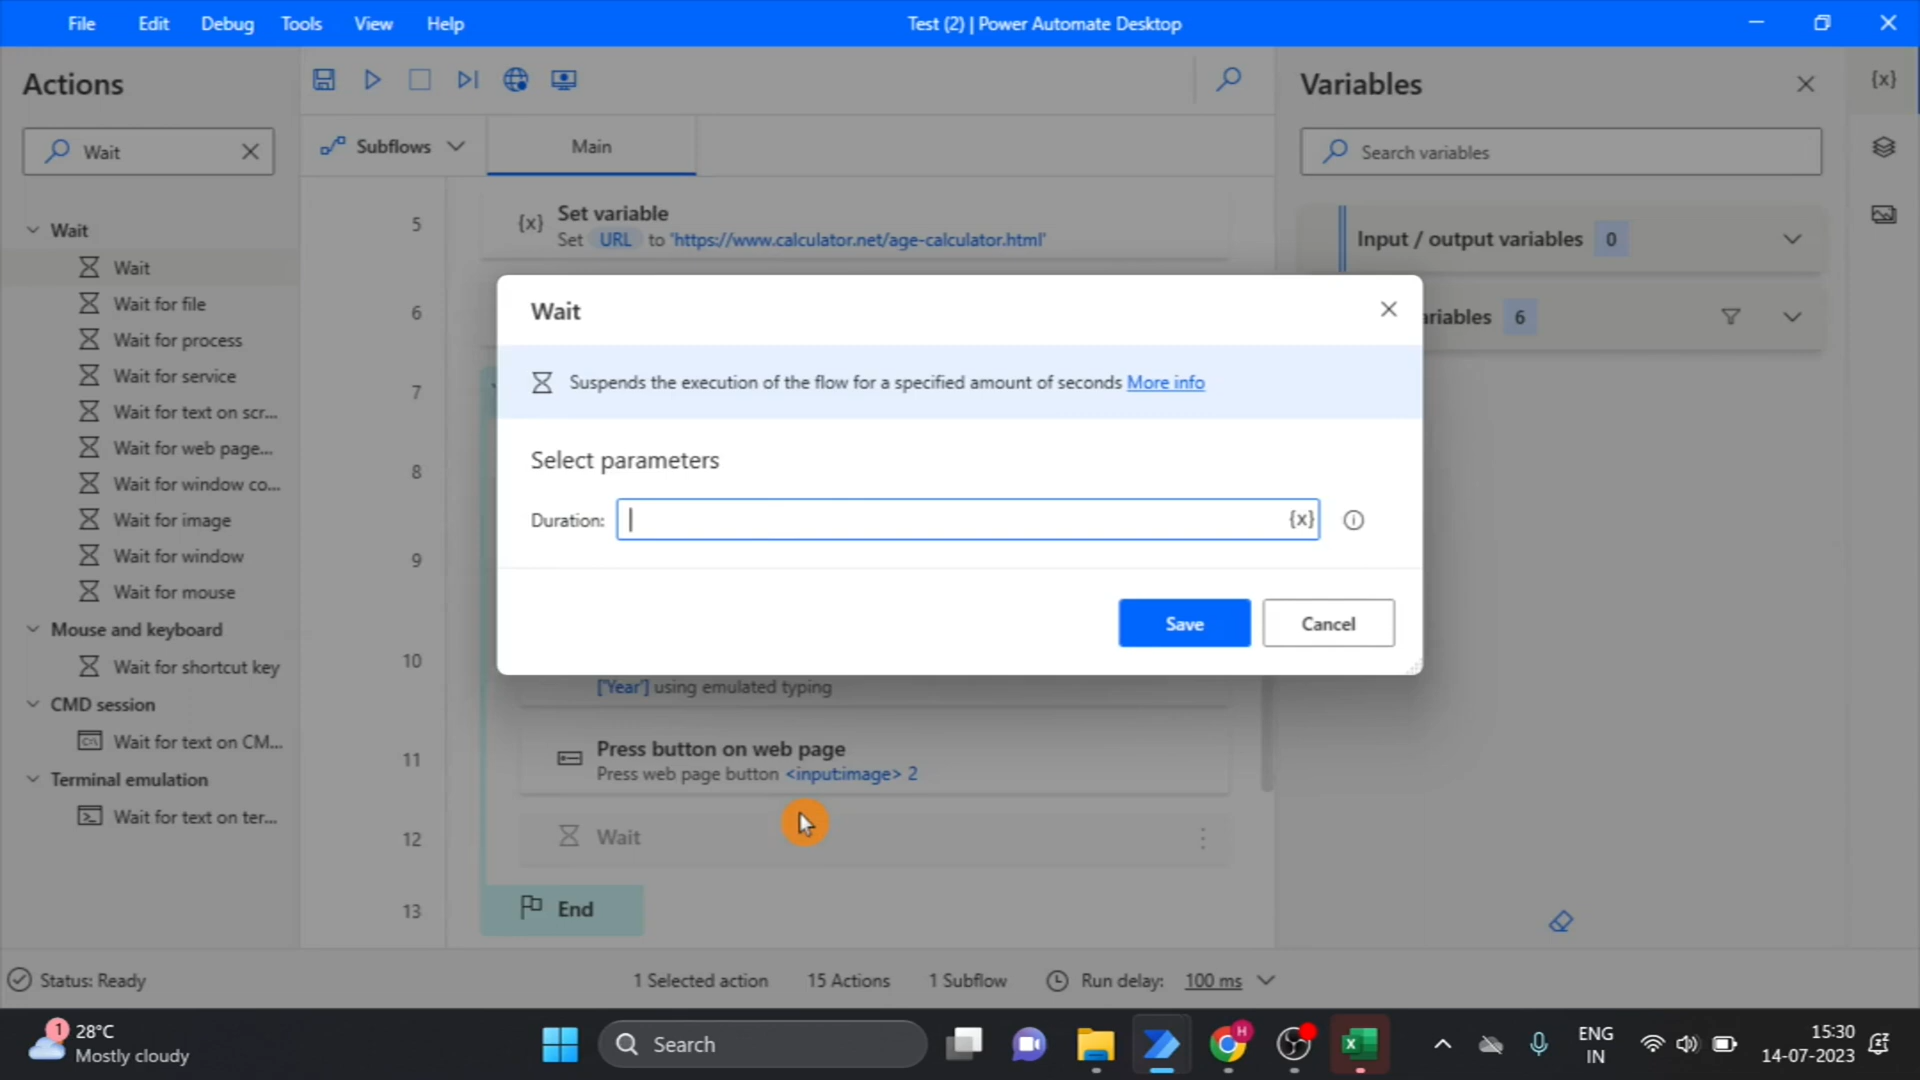 File Edit Debug Tools View Help
Test (2) | Power Automate Desktop
Actions
Wait
Wait
Wait
Wait for file
Wait for process
Wait for service
Wait for text on scr...
Wait for web page...
Wait for window co...
Wait for image
Wait for window
Wait for mouse
Mouse and keyboard
Wait for shortcut key
CMD session
Wait for text on CM...
Terminal emulation
Wait for text on ter...
Subflows
Main
5
{x}
Set variable
Set URL to 'https://www.calculator.net/age-calculator.html'
6
7
8
9
10
['Year'] using emulated typing
11
Press button on web page
Press web page button <input:image> 2
12
Wait
13
End
Wait
Suspends the execution of the flow for a specified amount of seconds More info
Select parameters
Duration:
{x}
Save
Cancel
Variables
{x}
Search variables
Input / output variables 0
ariables 6
Status: Ready
1 Selected action
15 Actions
1 Subflow
Run delay: 100 ms
1
28°C
Mostly cloudy
Search
H
ENG
IN
15:30
14-07-2023